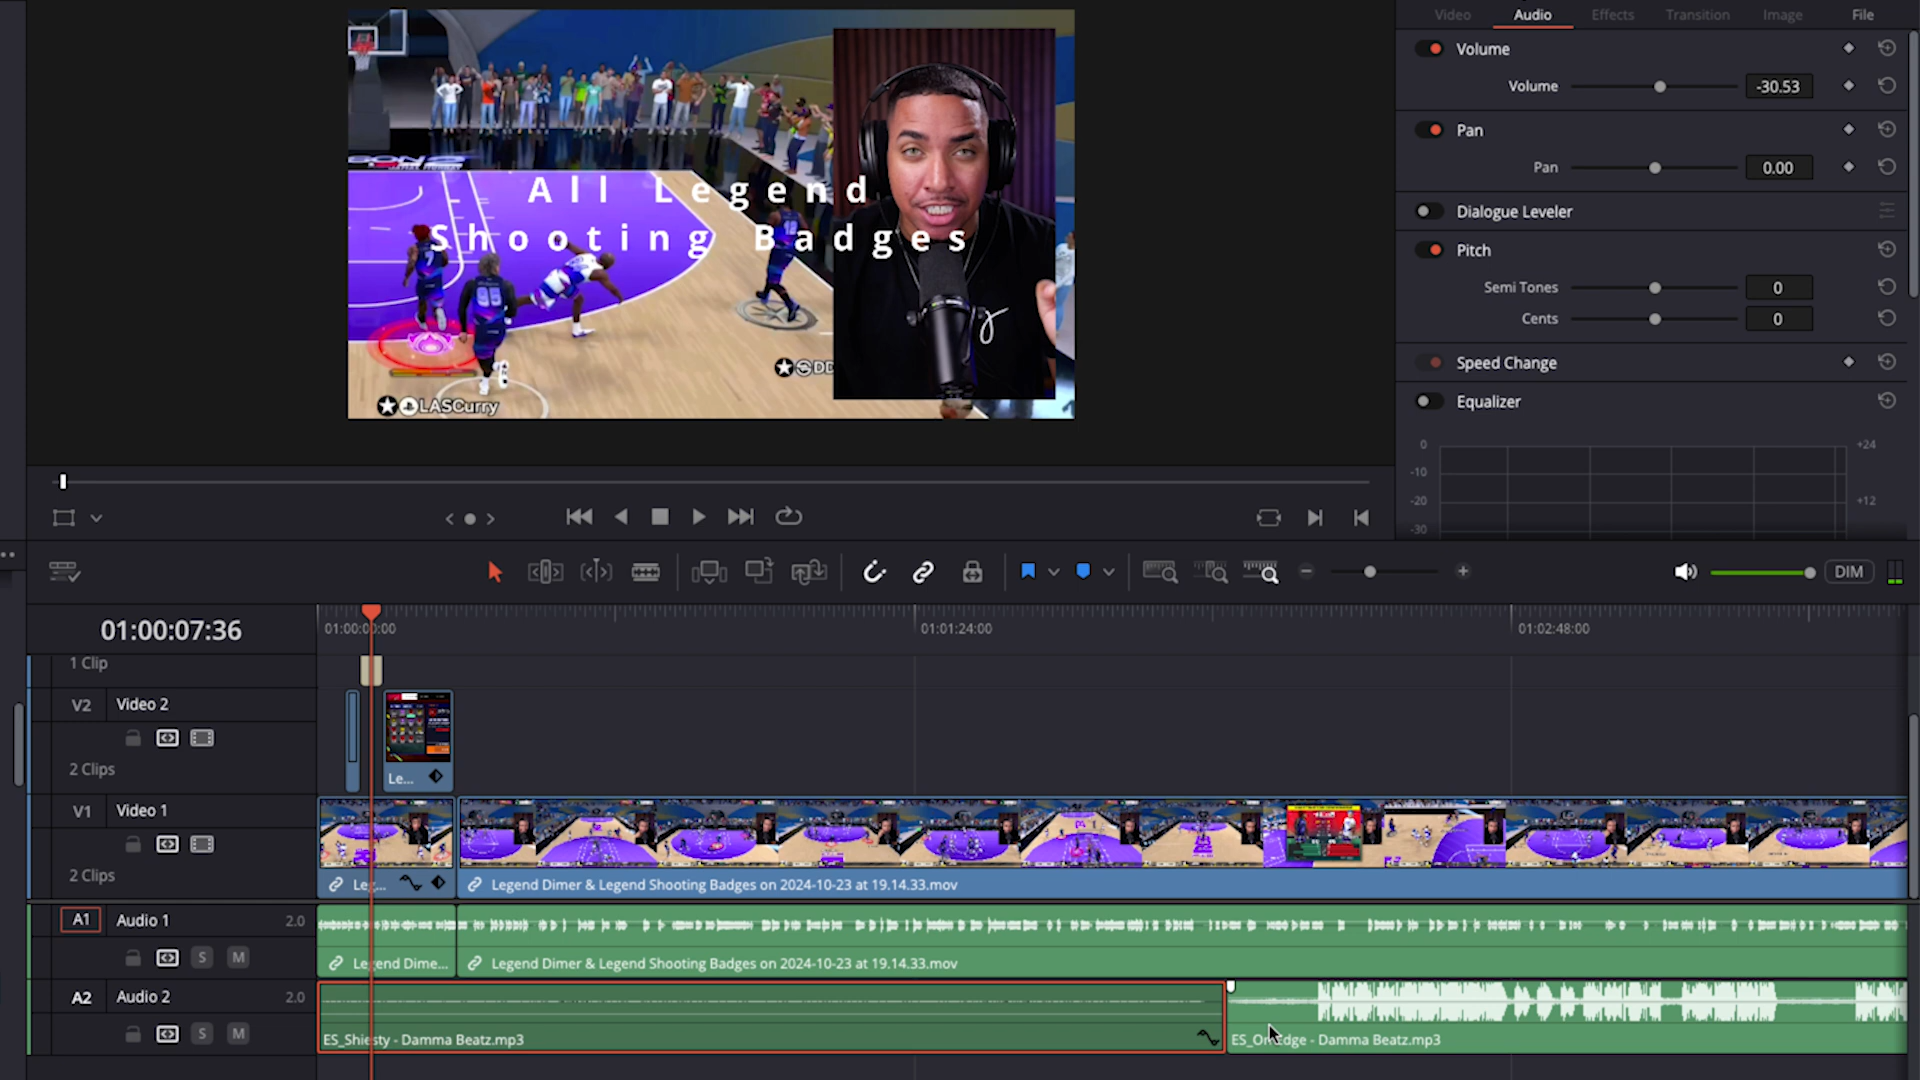 Video
Audio
Effects
Transition
Image
File
Volume
Volume
-30.53
Pan
Pan
0.00
Dialogue Leveler
Pitch
Semi Tones
0
Cents
0
Speed Change
Equalizer
0
+24
-10
-20
+12
-30
All Legend
Shooting Badges
LASCurry
DIM
01:00:07:36
01:00:00:00
01:01:24:00
01:02:48:00
1 Clip
V2
Video 2
2 Clips
Le...
V1
Video 1
2 Clips
Leg...
Legend Dimer & Legend Shooting Badges on 2024-10-23 at 19.14.33.mov
A1
Audio 1
2.0
S
M
Legend Dime...
Legend Dimer & Legend Shooting Badges on 2024-10-23 at 19.14.33.mov
A2
Audio 2
2.0
S
M
ES_Shiesty - Damma Beatz.mp3
ES_On Edge - Damma Beatz.mp3